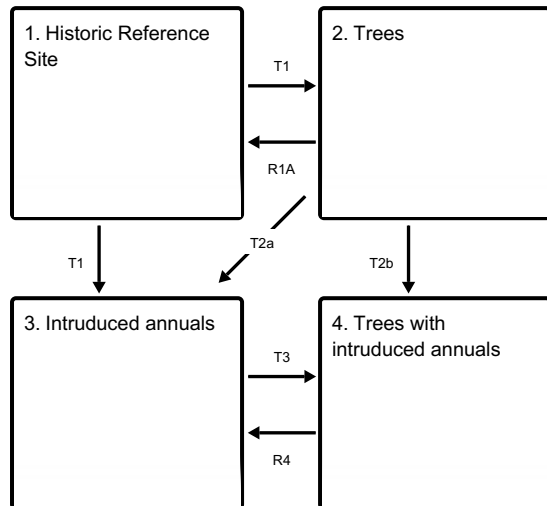 1. Historic Reference
Site
2. Trees
T1
R1A
T1
T2a
T2b
3. Intruduced annuals
4. Trees with
intruduced annuals
T3
R4